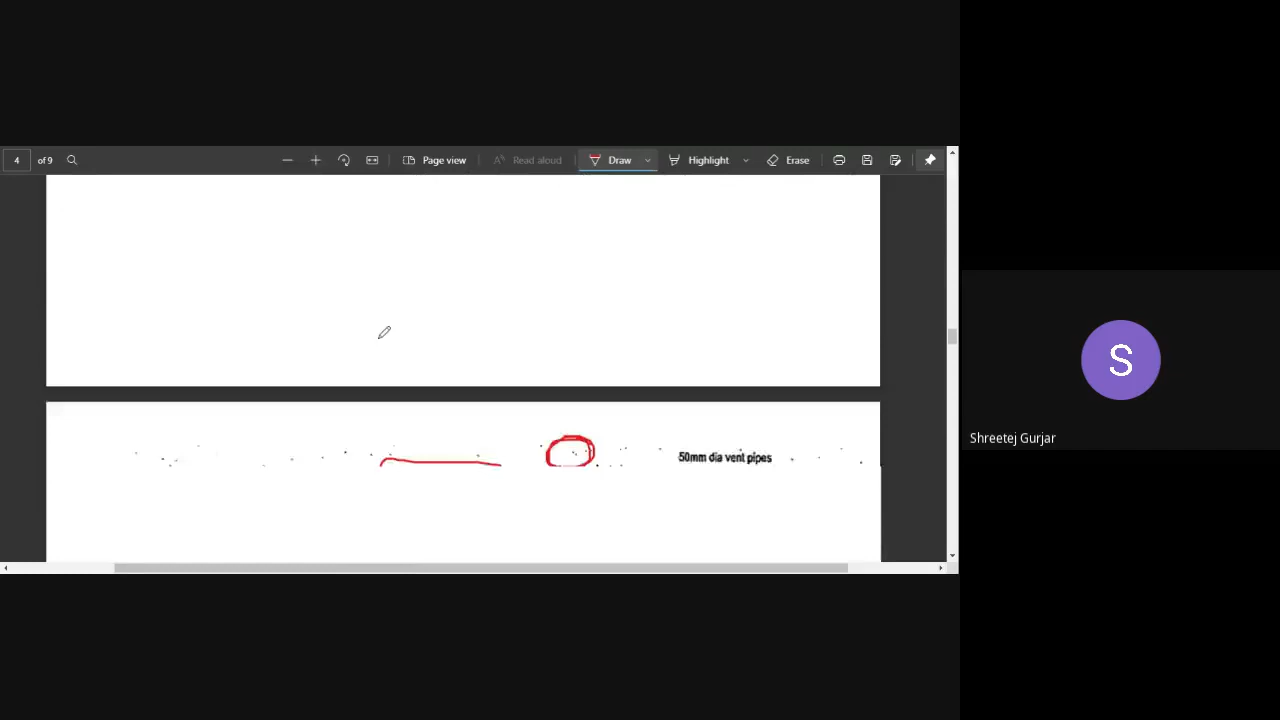 4 of 9 Page view Read aloud Draw Highlight Erase
50mm dia vent pipes
S
Shreetej Gurjar